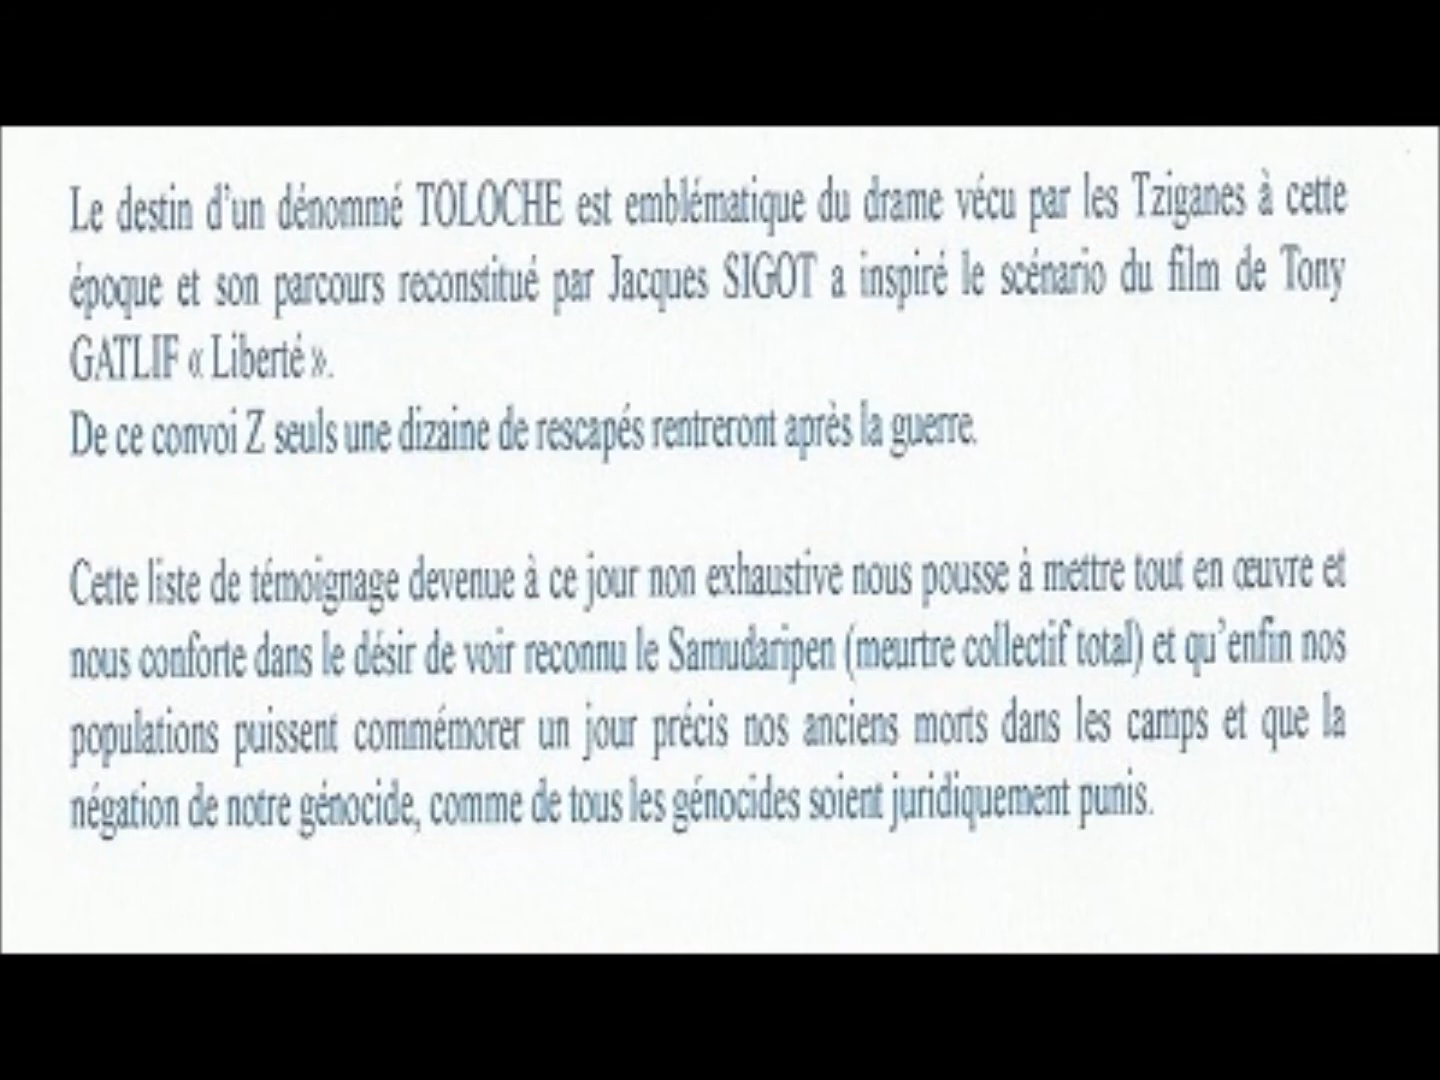 Le destin d'un dénommé TOLOCHE est emblématique du drame vécu par les Tziganes à cette
époque et son parcours reconstitué par Jacques SIGOT a inspiré le scénario du film de Tony
GATLIF « Liberté ».
De ce convoi Z seuls une dizaine de rescapés rentreront après la guerre.
Cette liste de témoignage devenue à ce jour non exhaustive nous pousse à mettre tout en œuvre et
nous conforte dans le désir de voir reconnu le Samudaripen (meurtre collectif total) et qu'enfin nos
populations puissent commémorer un jour précis nos anciens morts dans les camps et que la
négation de notre génocide, comme de tous les génocides soient juridiquement punis.